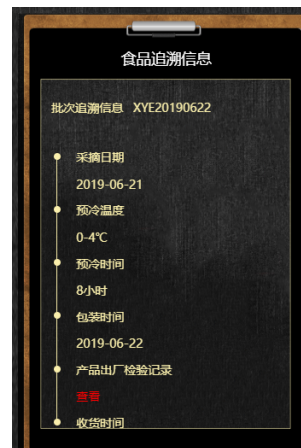 食品追溯信息
批次追溯信息 XYE20190622
采摘日期
2019-06-21
预冷温度
0-4℃
预冷时间
8小时
包装时间
2019-06-22
产品出厂检验记录
查看
收货时间